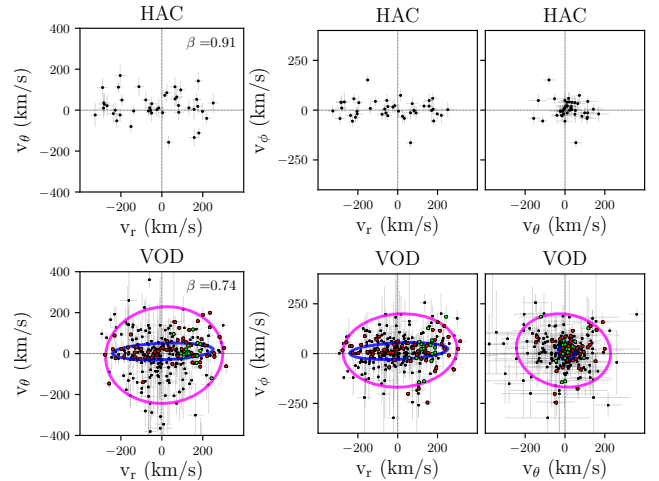 HAC HAC HAC
β =0.91
400
200
0
−200
−400
v_θ (km/s)
−200 0 200
v_r (km/s)
250
0
−250
v_φ (km/s)
−200 0 200
v_r (km/s)
−200 0 200
v_θ (km/s)
VOD VOD VOD
β =0.74
400
200
0
−200
−400
v_θ (km/s)
−200 0 200
v_r (km/s)
250
0
−250
v_φ (km/s)
−200 0 200
v_r (km/s)
−200 0 200
v_θ (km/s)